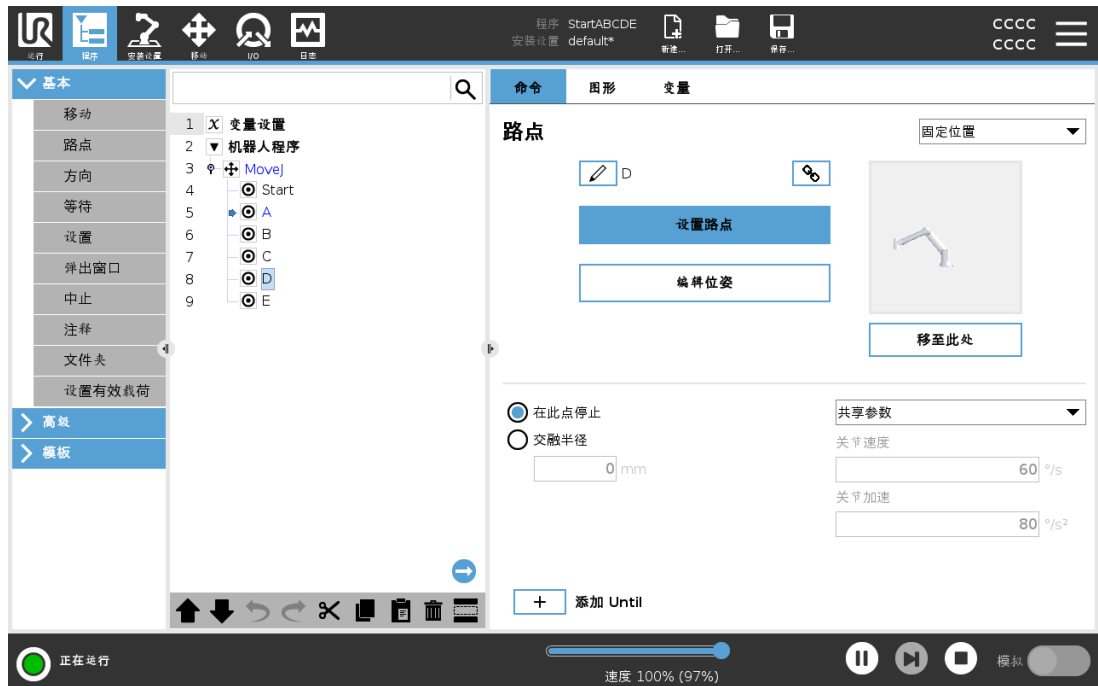 程序 StartABCDE
安装设置 default*
运行 程序 安装设置 移动 I/O 日志
新建... 打开... 保存...
CCCC
CCCC
基本
移动
路点
方向
等待
设置
弹出窗口
中止
注释
文件夹
设置有效载荷
高级
模板
1 X 变量设置
2 机器人程序
3 MoveJ
4 Start
5 A
6 B
7 C
8 D
9 E
命令 图形 变量
路点
固定位置
D
设置路点
编辑位姿
移至此处
在此点停止
交融半径
0 mm
共享参数
关节速度
60 °/s
关节加速
80 °/s²
+ 添加 Until
正在运行
速度 100% (97%)
模拟